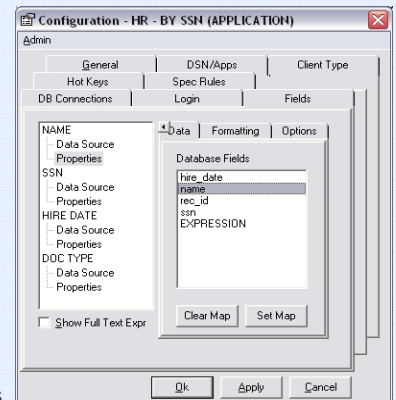 Configuration - HR - BY SSN (APPLICATION)
Admin
General DSN/Apps Client Type
Hot Keys Spec Rules
DB Connections Login Fields
NAME
Data Source
Properties
SSN
Data Source
Properties
HIRE DATE
Data Source
Properties
DOC TYPE
Data Source
Properties
Show Full Text Expr
Data Formatting Options
Database Fields
hire_date
name
rec_id
ssn
EXPRESSION
Clear Map Set Map
Ok Apply Cancel